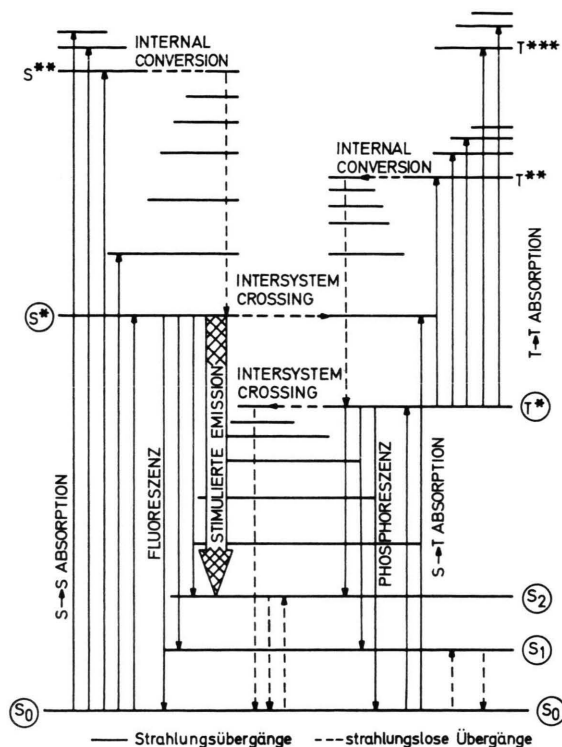 INTERNAL
CONVERSION
S**
T***
INTERNAL
CONVERSION
T**
T→T ABSORPTION
INTERSYSTEM
CROSSING
S*
INTERSYSTEM
CROSSING
T*
S→S ABSORPTION
FLUORESZENZ
STIMULIERTE EMISSION
PHOSPHORESZENZ
S→T ABSORPTION
S2
S1
S0
S0
Strahlungsübergänge
strahlungslose Übergänge